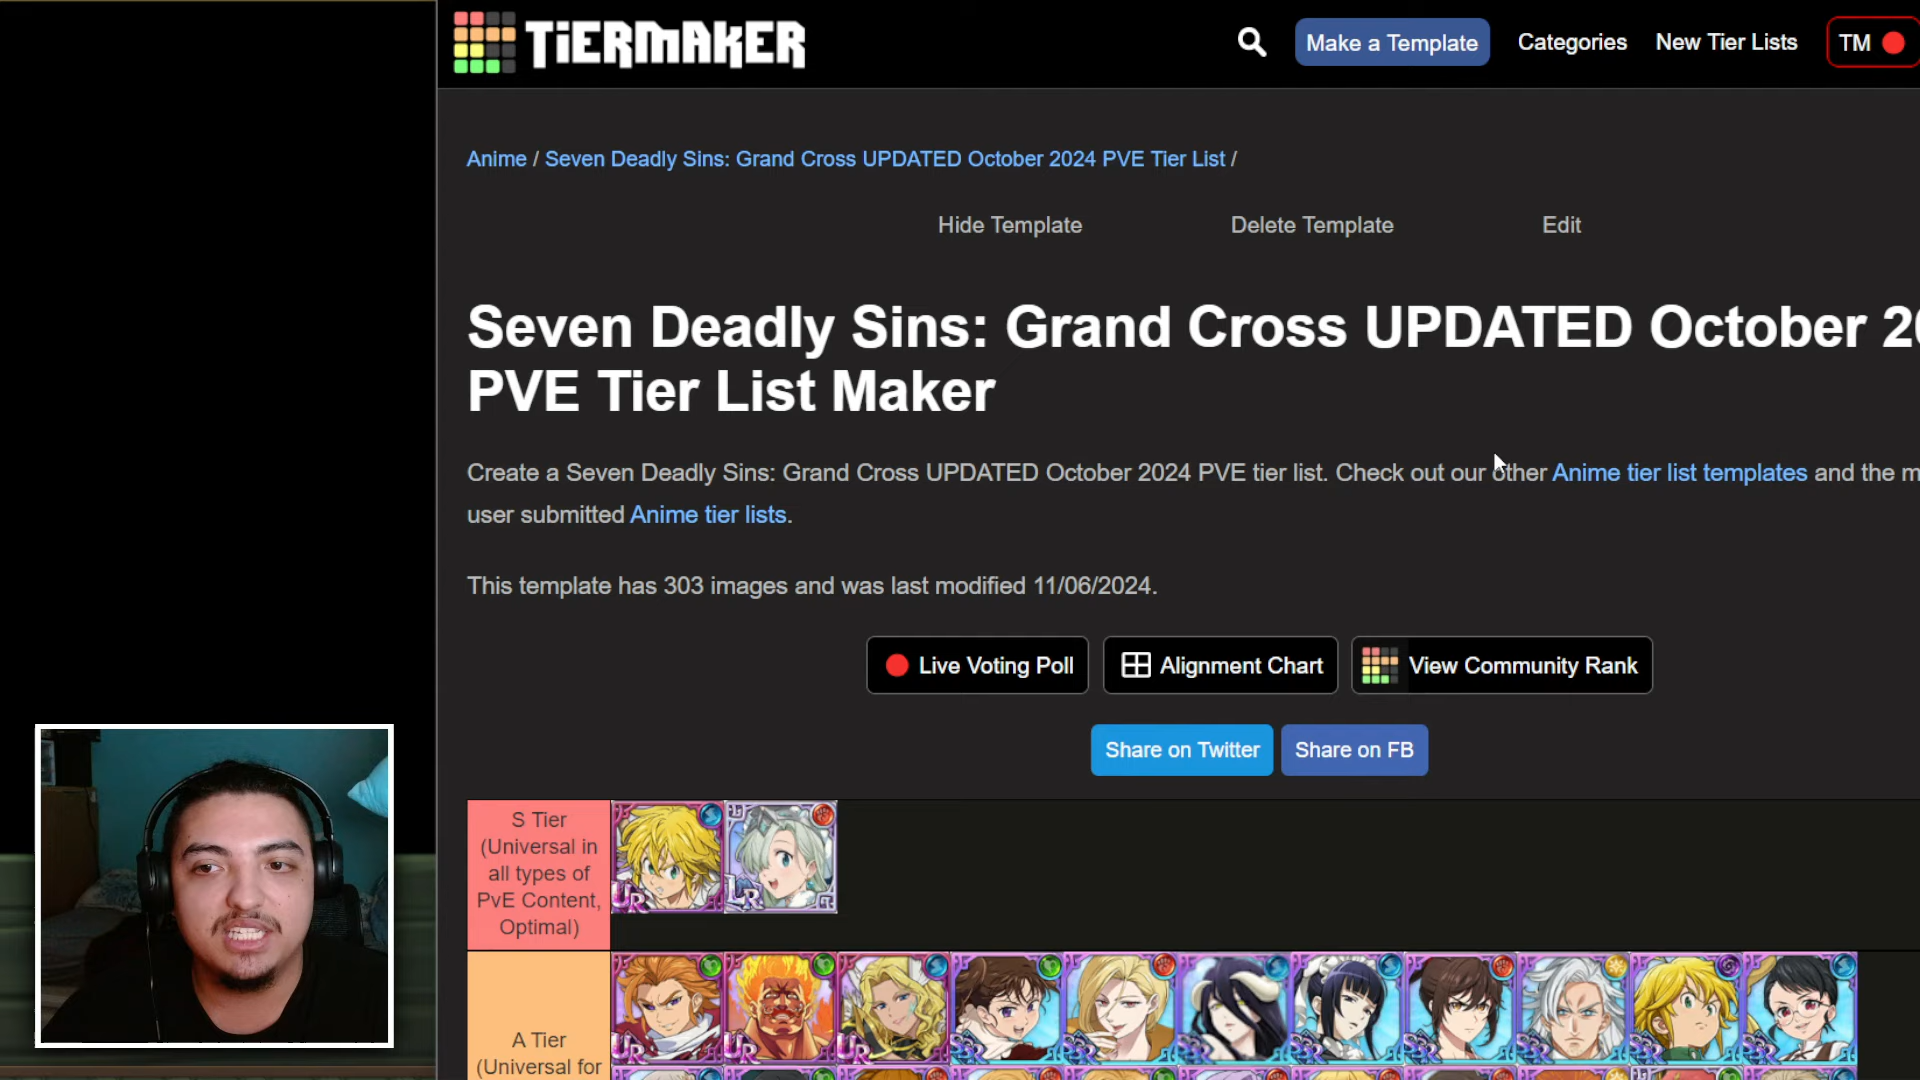 TiERMAKER
Make a Template
Categories
New Tier Lists
TM
Anime / Seven Deadly Sins: Grand Cross UPDATED October 2024 PVE Tier List /
Hide Template
Delete Template
Edit
Seven Deadly Sins: Grand Cross UPDATED October
PVE Tier List Maker
Create a Seven Deadly Sins: Grand Cross UPDATED October 2024 PVE tier list. Check out our other Anime tier list templates and the
user submitted Anime tier lists.
This template has 303 images and was last modified 11/06/2024.
Live Voting Poll
Alignment Chart
View Community Rank
Share on Twitter
Share on FB
S Tier
(Universal in
all types of
PvE Content,
Optimal)
UR
LR
A Tier
(Universal for
UR
UR
UR